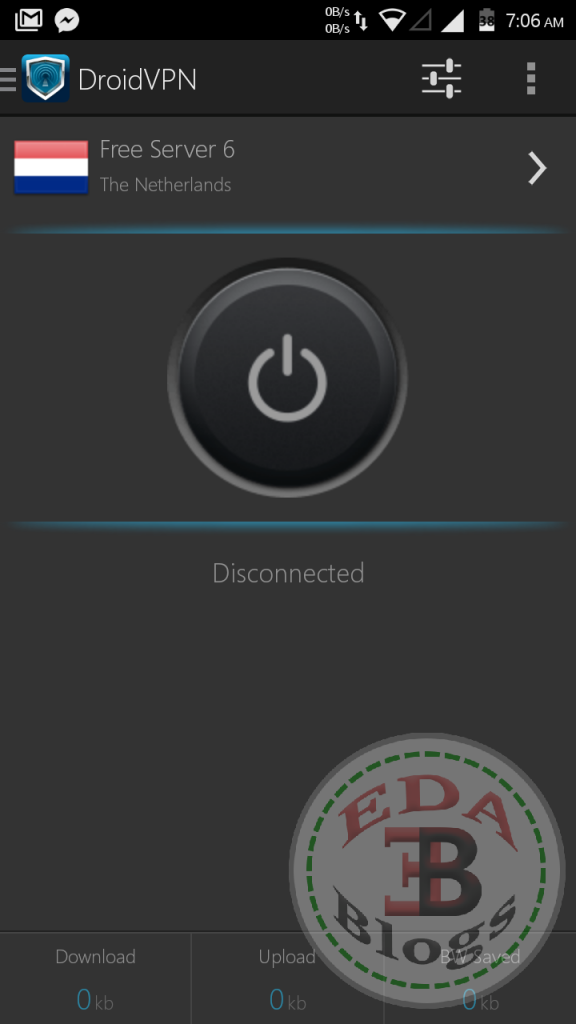 0B/s
0B/s
38
7:06 AM
DroidVPN
Free Server 6
The Netherlands
Disconnected
EDA
EB
Blogs
Download Upload BW Saved
0 kb 0 kb 0 kb